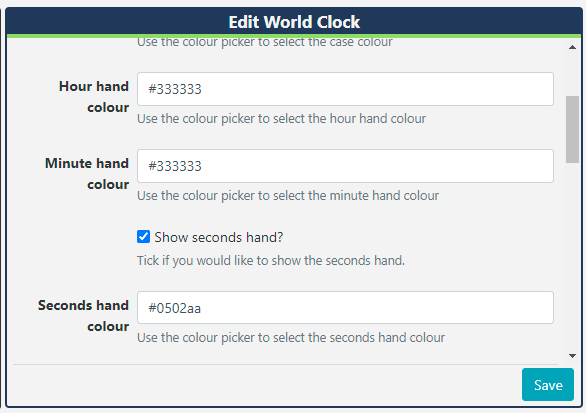 Edit World Clock
Use the colour picker to select the case colour
Hour hand
colour
#333333
Use the colour picker to select the hour hand colour
Minute hand
colour
#333333
Use the colour picker to select the minute hand colour
Show seconds hand?
Tick if you would like to show the seconds hand.
Seconds hand
colour
#0502aa
Use the colour picker to select the seconds hand colour
Save